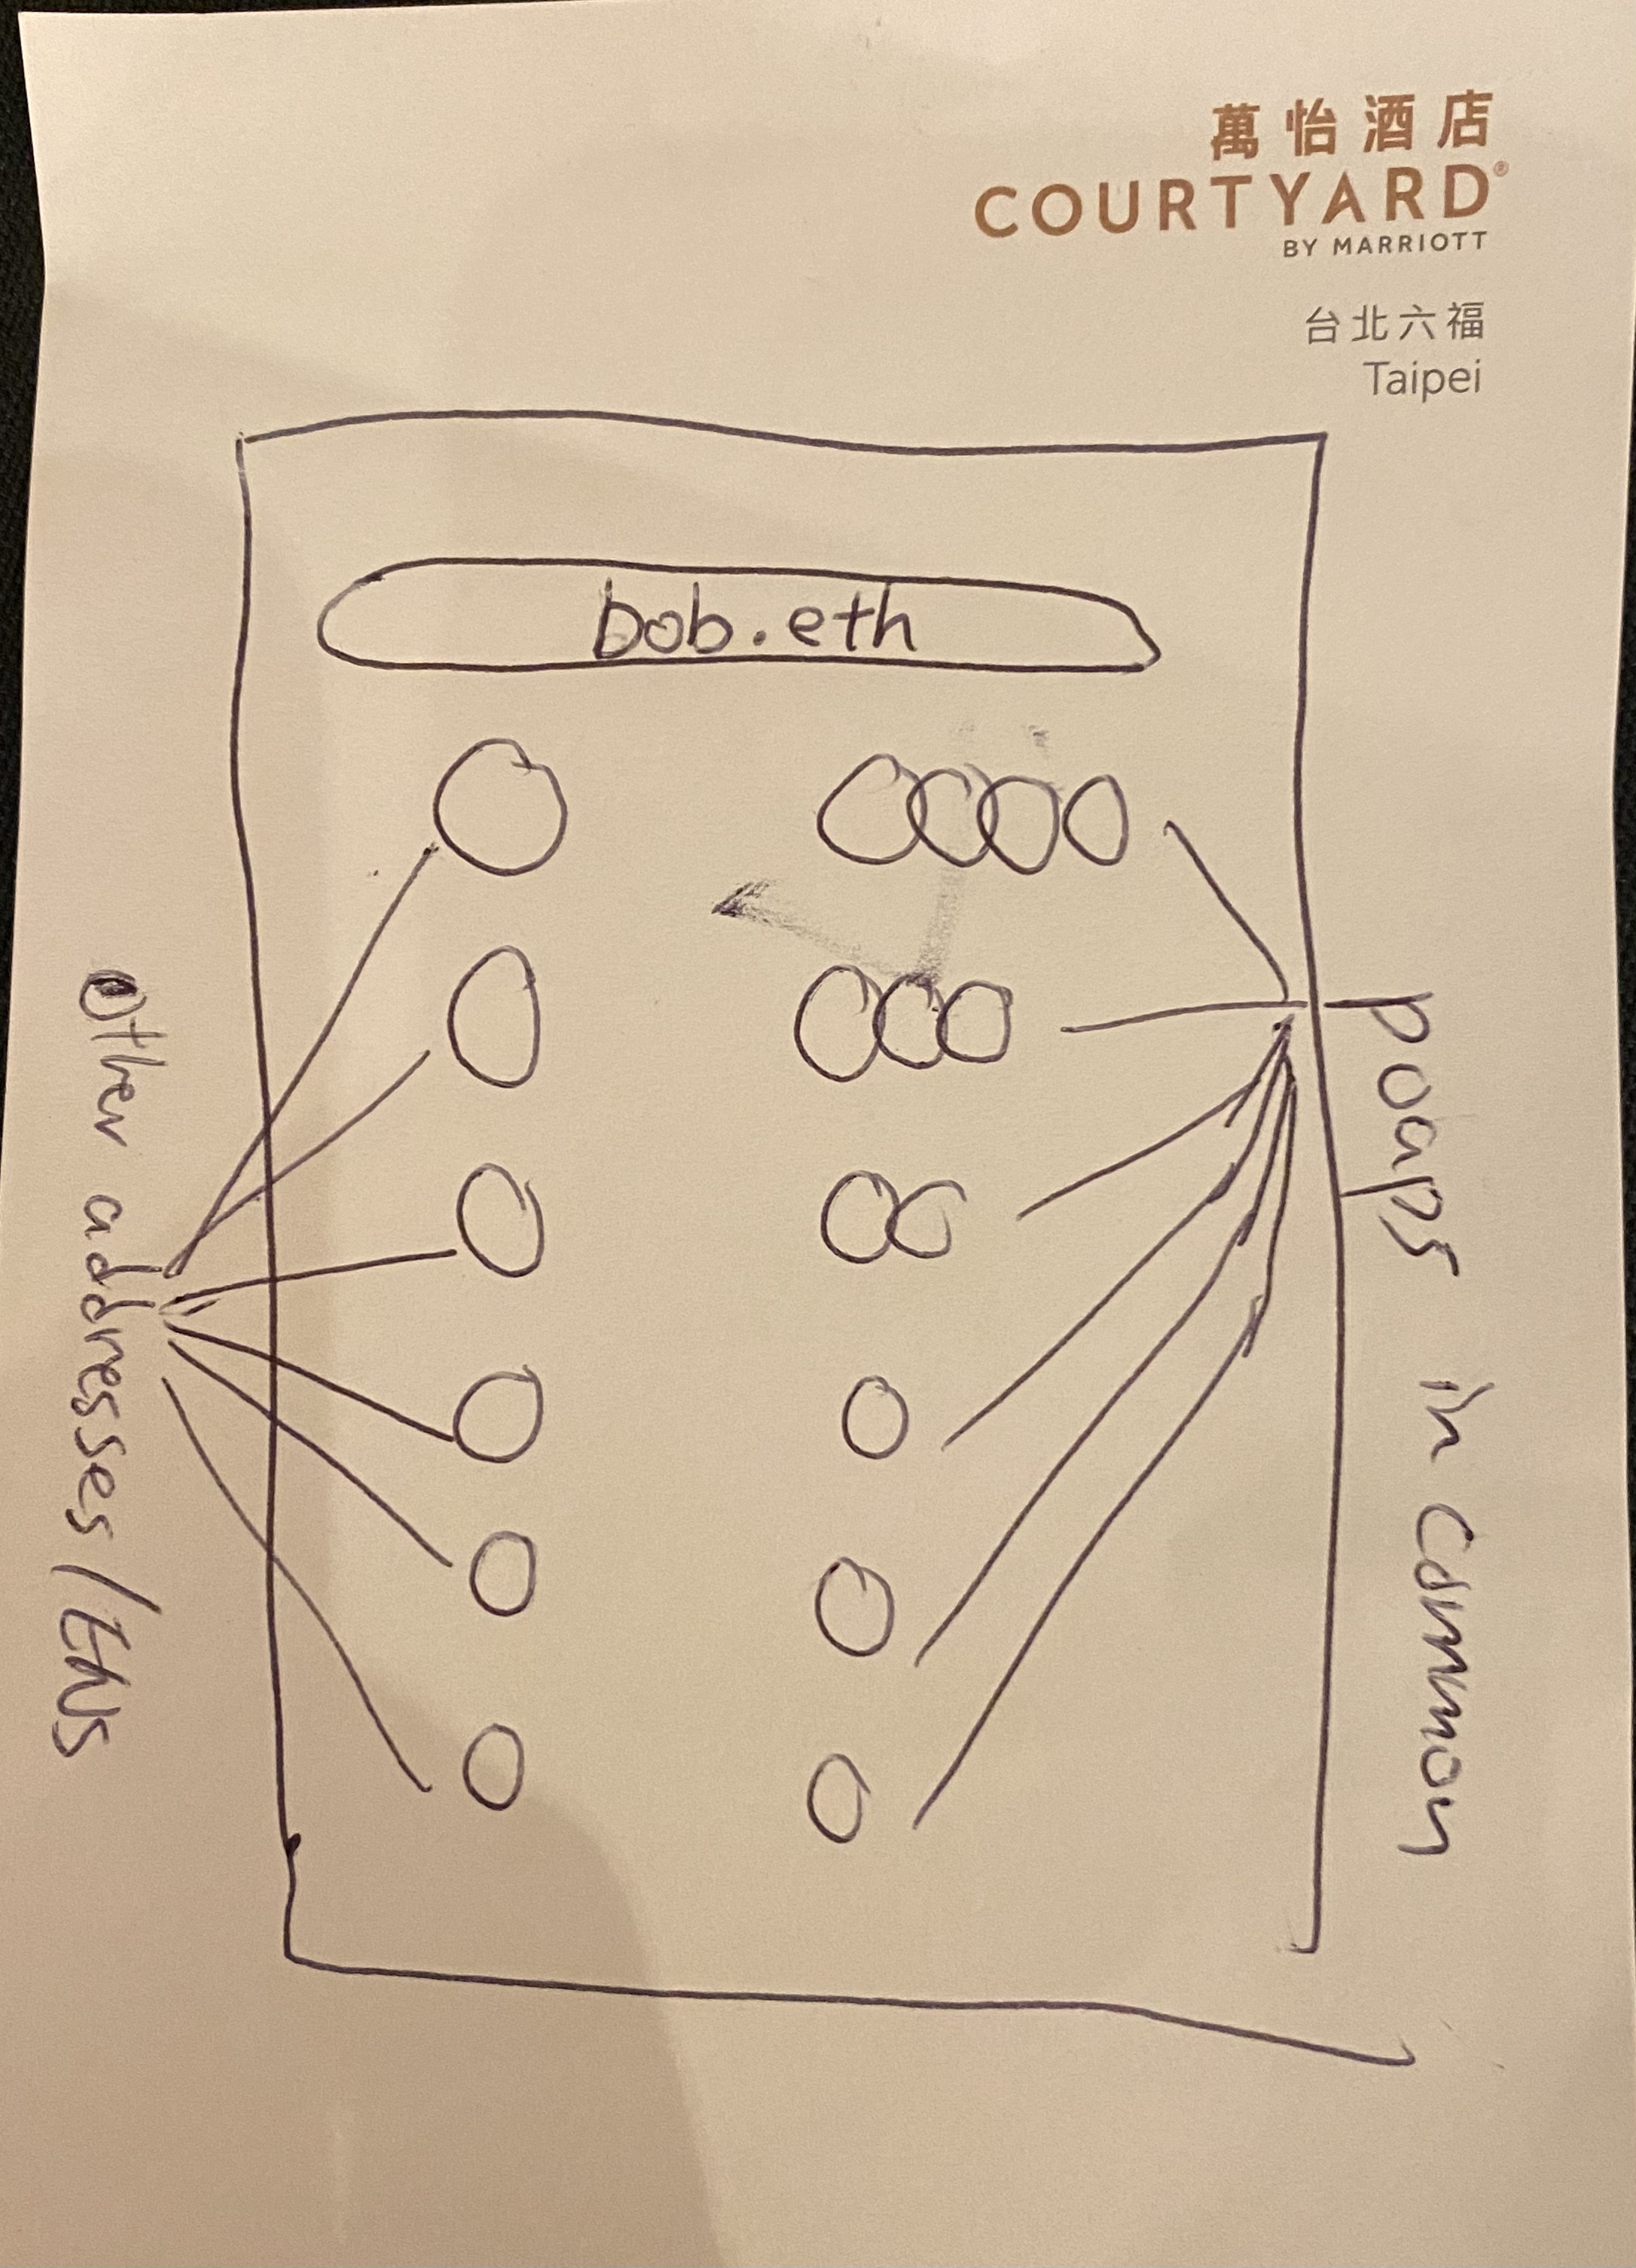 萬怡酒店
COURTYARD®
BY MARRIOTT
台北六福
Taipei
bob.eth
Other addresses/ENS
poaps in common